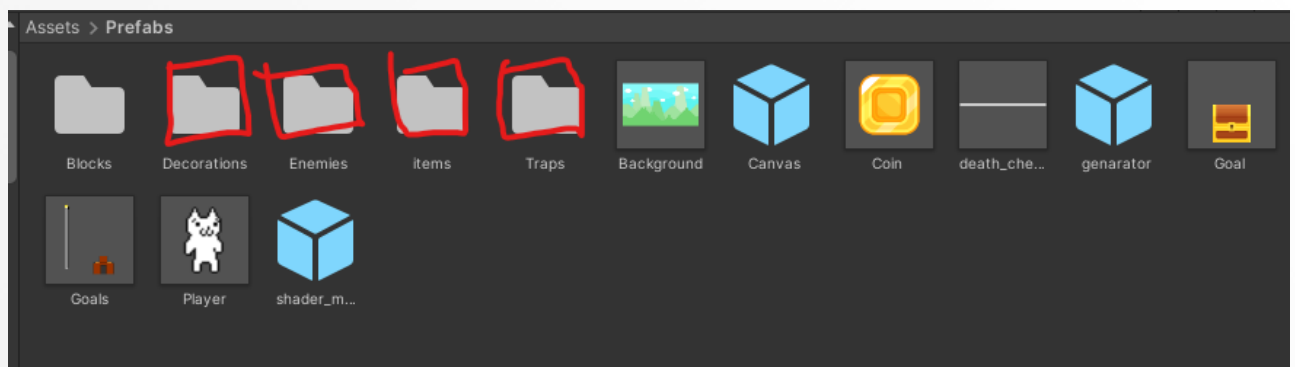 Assets > Prefabs
Blocks Decorations Enemies items Traps Background Canvas Coin death_che... genarator Goal
Goals Player shader_m...